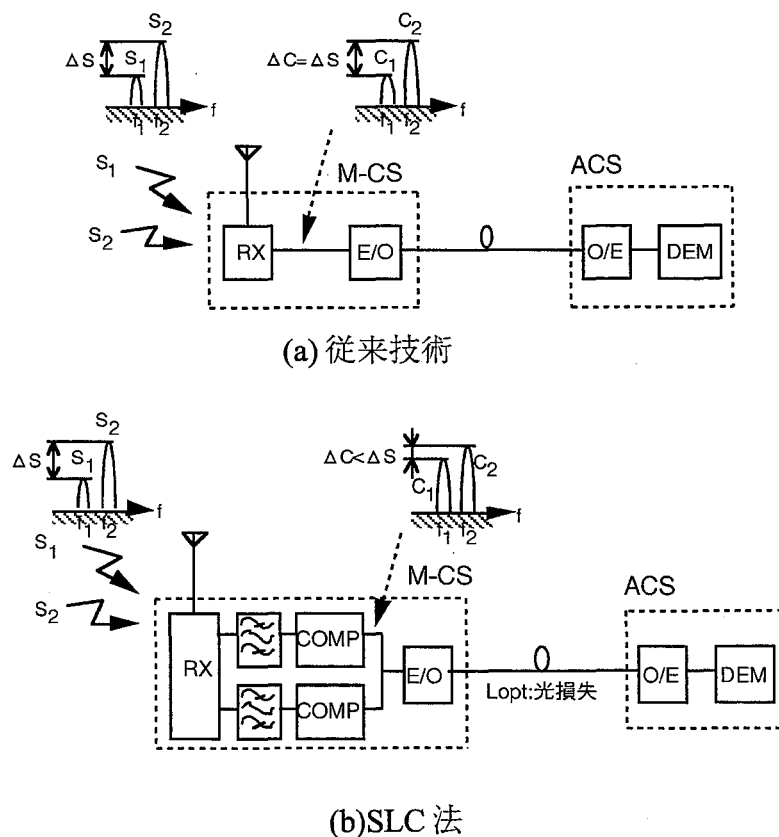 S2
ΔS
S1
f1 f2 f
C2
ΔC=ΔS
C1
f1 f2 f
S1
S2
M-CS
RX
E/O
ACS
O/E
DEM
(a) 従来技術
S2
ΔS
S1
f1 f2 f
ΔC<ΔS
C1
C2
f1 f2 f
S1
S2
M-CS
RX
COMP
COMP
E/O
Lopt:光損失
ACS
O/E
DEM
(b)SLC 法